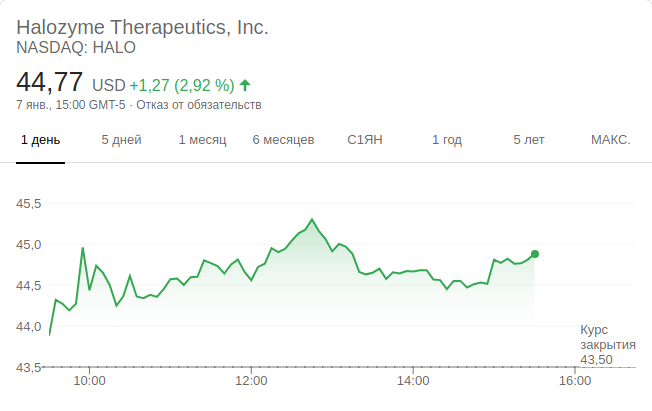 Halozyme Therapeutics, Inc.
NASDAQ: HALO
44,77 USD +1,27 (2,92 %)
7 янв., 15:00 GMT-5 · Отказ от обязательств
1 день 5 дней 1 месяц 6 месяцев С1ЯН 1 год 5 лет МАКС.
45,5
45,0
44,5
44,0
Курс
закрытия
43,50
43,5
10:00 12:00 14:00 16:00